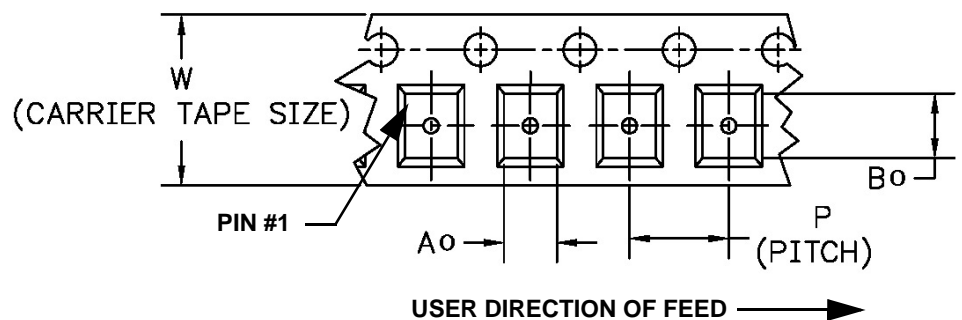 W
(CARRIER TAPE SIZE)
PIN #1
Ao
Bo
P
(PITCH)
USER DIRECTION OF FEED